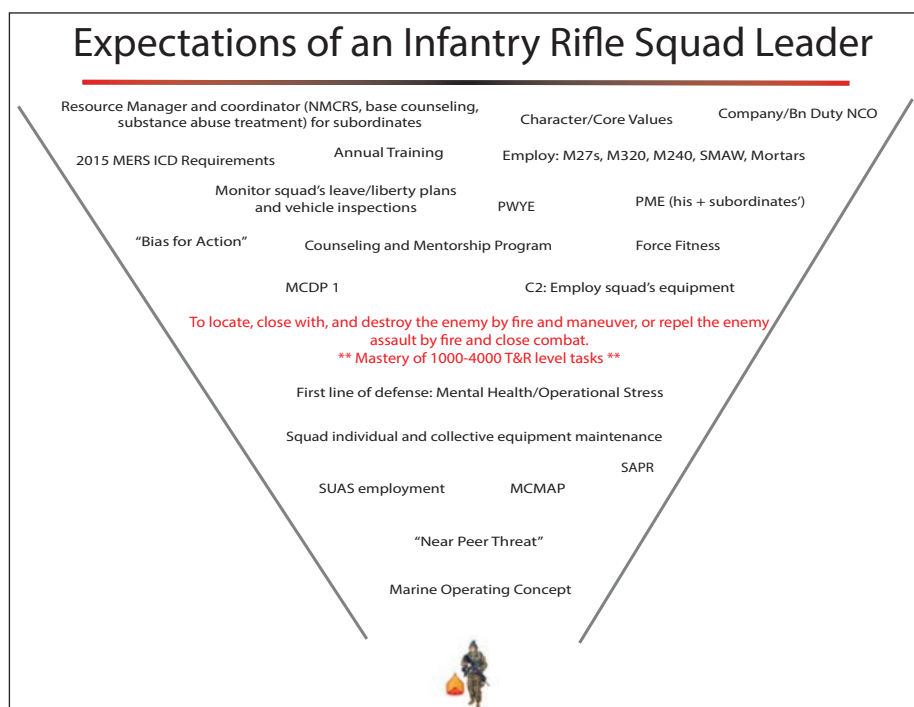 Expectations of an Infantry Rifle Squad Leader
Resource Manager and coordinator (NMCRS, base counseling,
substance abuse treatment) for subordinates
Character/Core Values
Company/Bn Duty NCO
2015 MERS ICD Requirements
Annual Training
Employ: M27s, M320, M240, SMAW, Mortars
Monitor squad's leave/liberty plans
and vehicle inspections
PWYE
PME (his + subordinates')
"Bias for Action"
Counseling and Mentorship Program
Force Fitness
MCDP 1
C2: Employ squad's equipment
To locate, close with, and destroy the enemy by fire and maneuver, or repel the enemy
assault by fire and close combat.
** Mastery of 1000-4000 T&R level tasks **
First line of defense: Mental Health/Operational Stress
Squad individual and collective equipment maintenance
SAPR
SUAS employment
MCMAP
"Near Peer Threat"
Marine Operating Concept